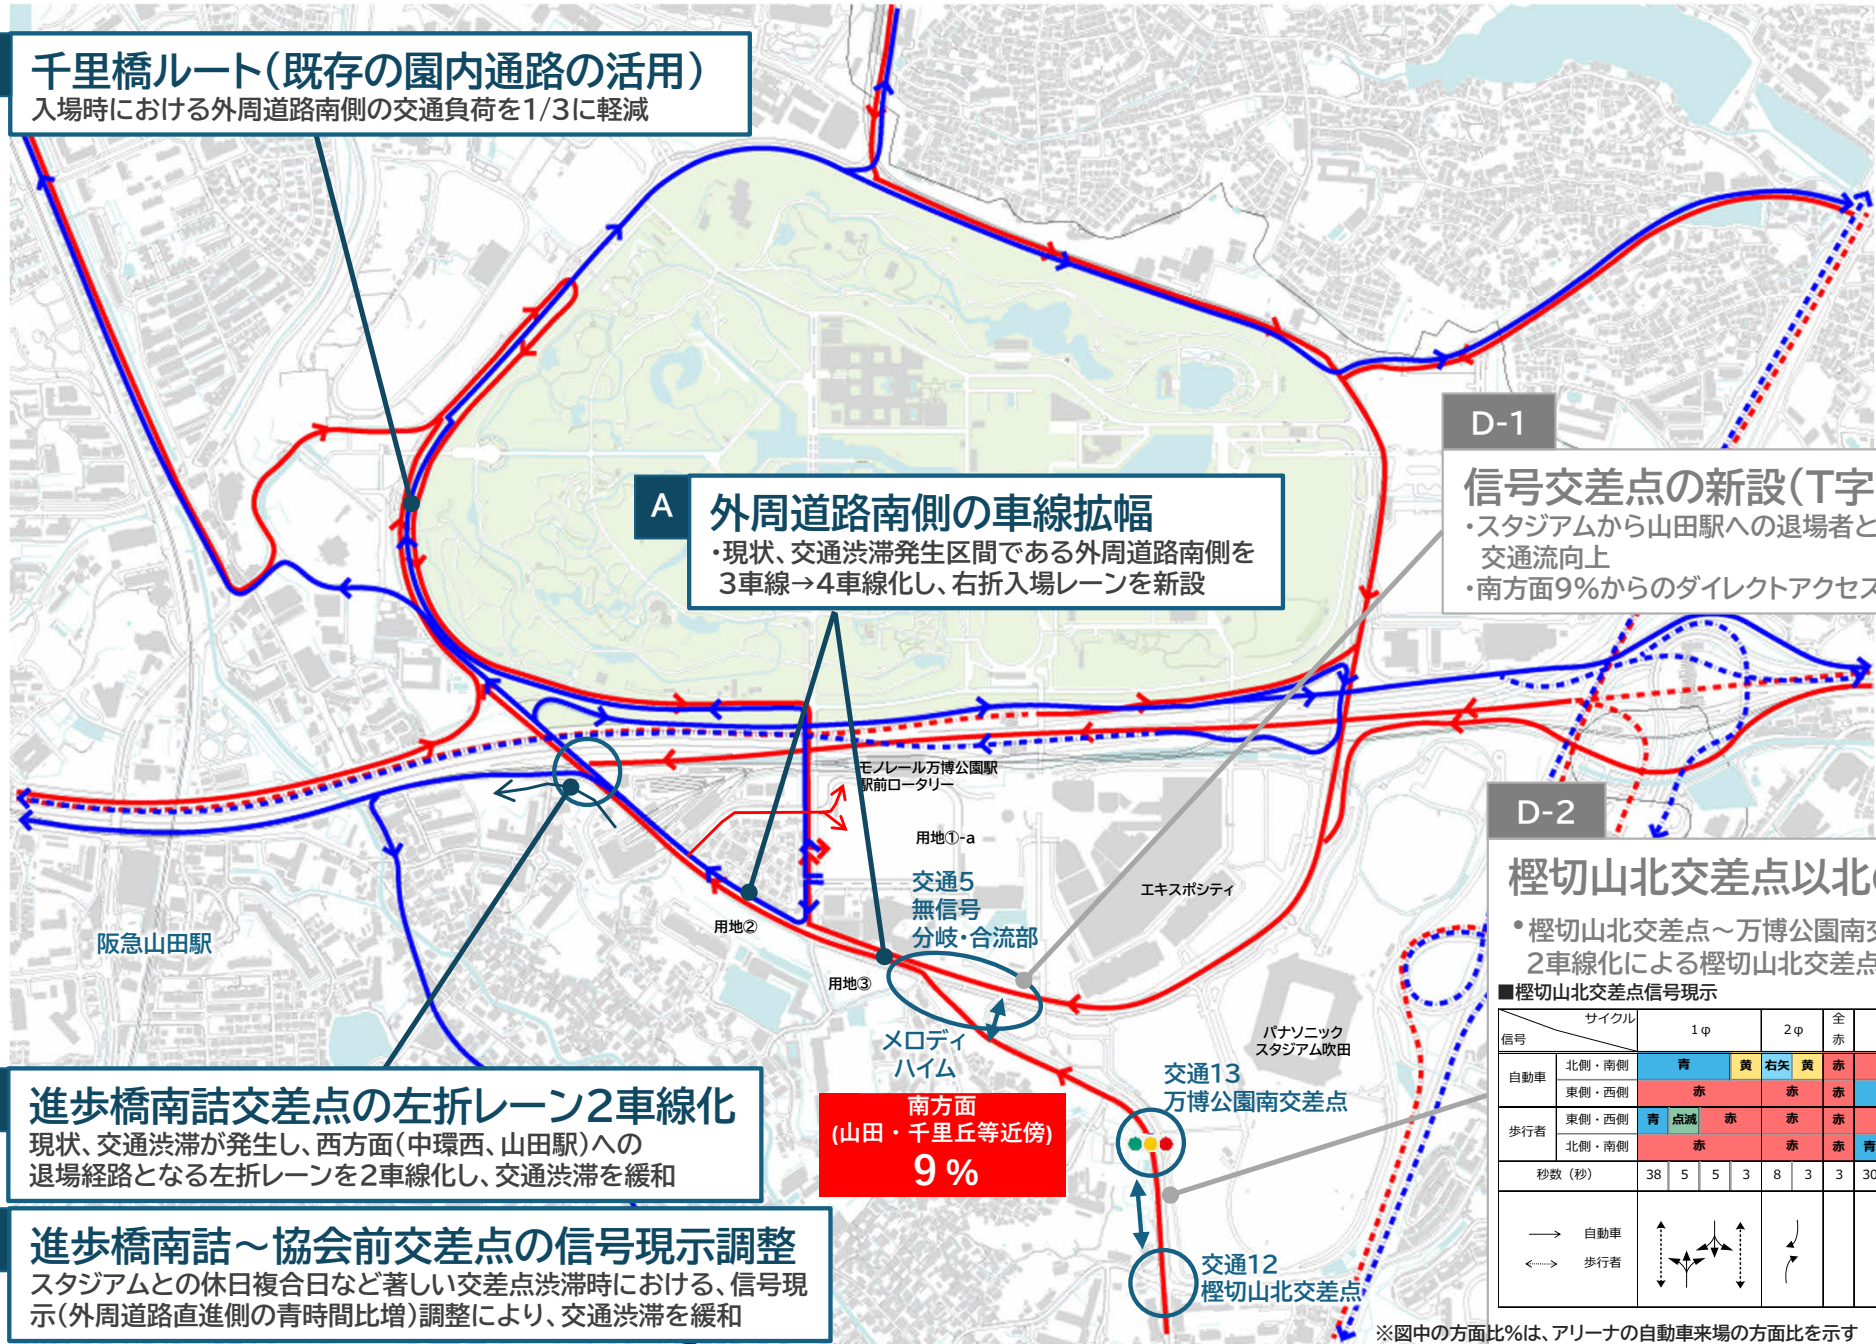 千里橋ルート(既存の園内通路の活用)
入場時における外周道路南側の交通負荷を1/3に軽減
A
外周道路南側の車線拡幅
・現状、交通渋滞発生区間である外周道路南側を
3車線→4車線化し、右折入場レーンを新設
D-1
信号交差点の新設(T字
・スタジアムから山田駅への退場者と
交通流向上
・南方面9%からのダイレクトアクセス
モノレール万博公園駅
駅前ロータリー
用地①-a
エキスポシティ
交通5
無信号
分岐・合流部
用地②
用地③
阪急山田駅
メロディ
ハイム
パナソニック
スタジアム吹田
D-2
樫切山北交差点以北の
・樫切山北交差点～万博公園南交
2車線化による樫切山北交差点
■樫切山北交差点信号現示
サイクル
信号
1φ
2φ
全
赤
自動車
北側・南側
青
黄
右矢
黄
赤
東側・西側
赤
赤
赤
歩行者
東側・西側
青
点滅
赤
赤
赤
北側・南側
赤
赤
赤
青
秒数(秒)
38
5
5
3
8
3
3
30
自動車
歩行者
進歩橋南詰交差点の左折レーン2車線化
現状、交通渋滞が発生し、西方面(中環西、山田駅)への
退場経路となる左折レーンを2車線化し、交通渋滞を緩和
南方面
(山田・千里丘等近傍)
9%
交通13
万博公園南交差点
交通12
樫切山北交差点
進歩橋南詰～協会前交差点の信号現示調整
スタジアムとの休日複合日など著しい交差点渋滞時における、信号現
示(外周道路直進側の青時間比増)調整により、交通渋滞を緩和
※図中の方面比%は、アリーナの自動車来場の方面比を示す